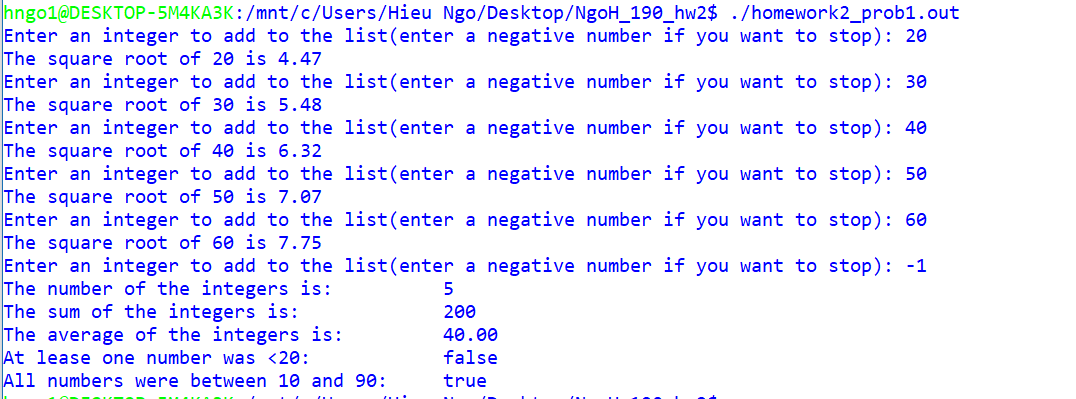 hngo1@DESKTOP-5M4KA3K:/mnt/c/Users/Hieu Ngo/Desktop/NgoH_190_hw2$ ./homework2_prob1.out
Enter an integer to add to the list(enter a negative number if you want to stop): 20
The square root of 20 is 4.47
Enter an integer to add to the list(enter a negative number if you want to stop): 30
The square root of 30 is 5.48
Enter an integer to add to the list(enter a negative number if you want to stop): 40
The square root of 40 is 6.32
Enter an integer to add to the list(enter a negative number if you want to stop): 50
The square root of 50 is 7.07
Enter an integer to add to the list(enter a negative number if you want to stop): 60
The square root of 60 is 7.75
Enter an integer to add to the list(enter a negative number if you want to stop): -1
The number of the integers is: 5
The sum of the integers is: 200
The average of the integers is: 40.00
At lease one number was <20: false
All numbers were between 10 and 90: true